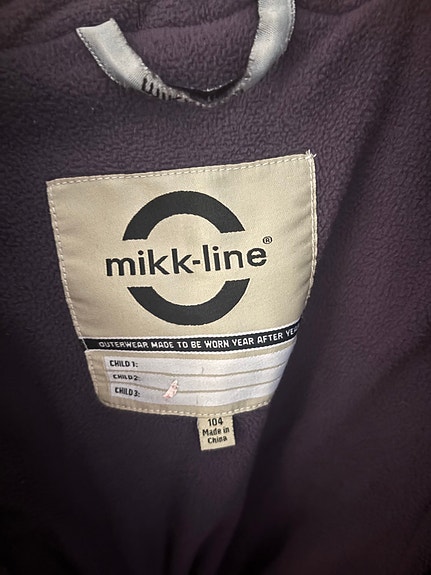 mikk-line®
OUTERWEAR MADE TO BE WORN YEAR AFTER
CHILD 1:
CHILD 2:
CHILD 3:
104
Made in
China